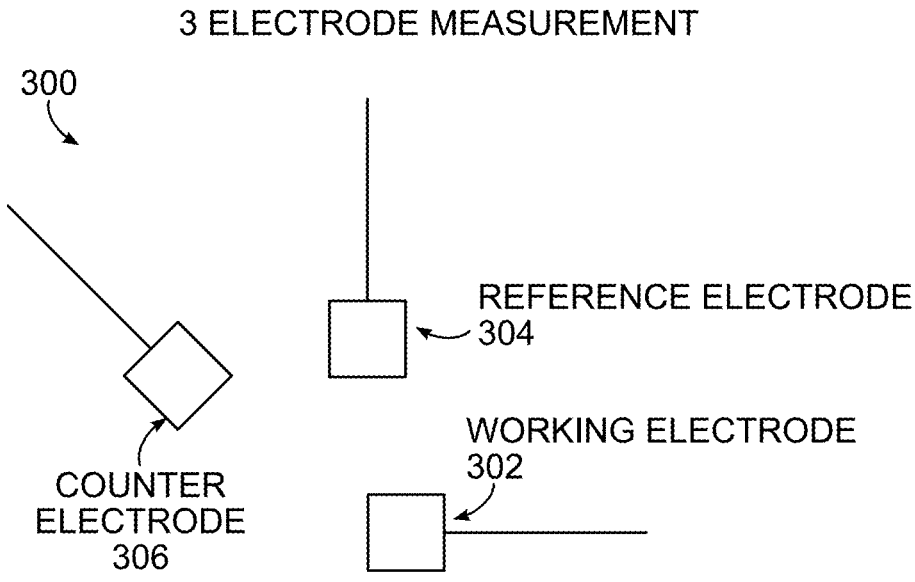 3 ELECTRODE MEASUREMENT
300
REFERENCE ELECTRODE
304
WORKING ELECTRODE
302
COUNTER
ELECTRODE
306